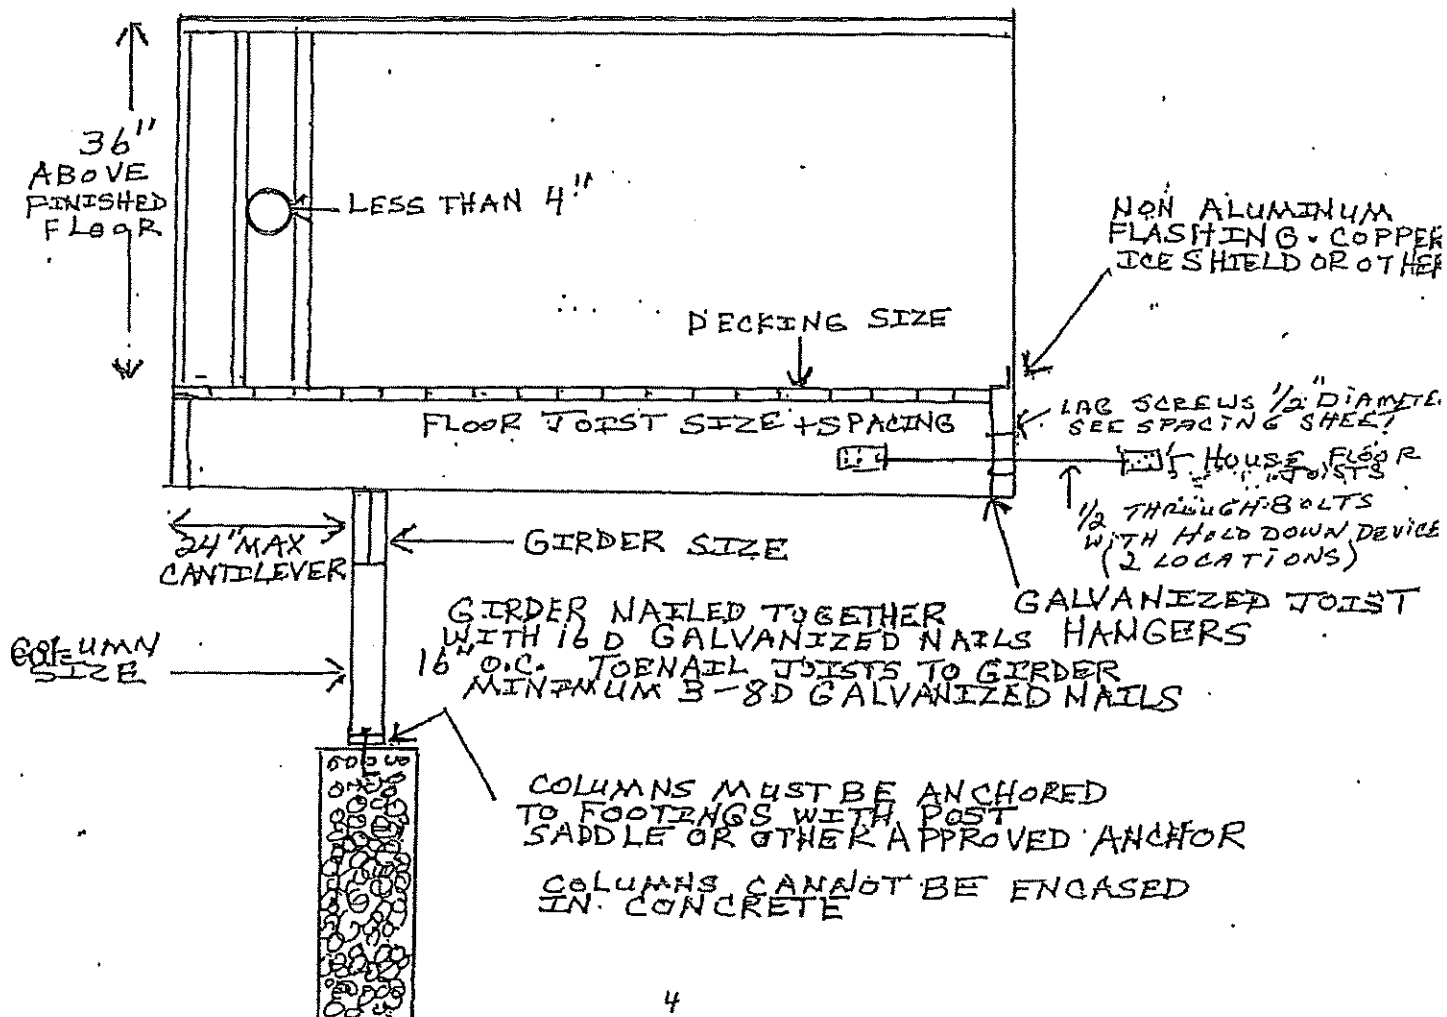 36"
ABOVE
FINISHED
FLOOR
LESS THAN 4"
NON ALUMINUM
FLASHING. COPPER
ICE SHIELD OR OTHER
DECKING SIZE
FLOOR JOIST SIZE + SPACING
LAG SCREWS 1/2" DIAMETE
SEE SPACING SHEET
HOUSE FLOOR
JOISTS
1/2 THROUGH-BOLTS
WITH HOLD DOWN DEVICE
(2 LOCATIONS)
24" MAX
CANTILEVER
GIRDER SIZE
GALVANIZED JOIST
HANGERS
GIRDER NAILED TOGETHER
WITH 16 D GALVANIZED NAILS
16" O.C. TOENAIL JOISTS TO GIRDER
MINIMUM 3-8D GALVANIZED NAILS
COLUMN
SIZE
COLUMNS MUST BE ANCHORED
TO FOOTINGS WITH POST
SADDLE OR OTHER APPROVED ANCHOR
COLUMNS CANNOT BE ENCASED
IN CONCRETE
4